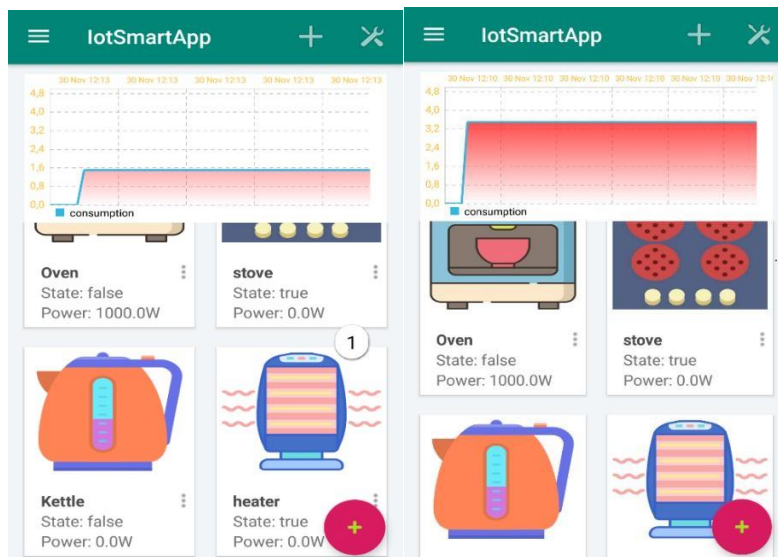 IotSmartApp
30 Nov 12:13 30 Nov 12:13 30 Nov 12:13 30 Nov 12:13 30 Nov 12:13
4,8
4,0
3,2
2,4
1,6
0,8
0,0
consumption
Oven
State: false
Power: 1000.0W
stove
State: true
Power: 0.0W
1
Kettle
State: false
Power: 0.0W
heater
State: true
Power: 0.0W
+
IotSmartApp
30 Nov 12:10 30 Nov 12:10 30 Nov 12:10 30 Nov 12:10 30 Nov 12:10
4,8
4,0
3,2
2,4
1,6
0,8
0,0
consumption
Oven
State: false
Power: 1000.0W
stove
State: true
Power: 0.0W
+